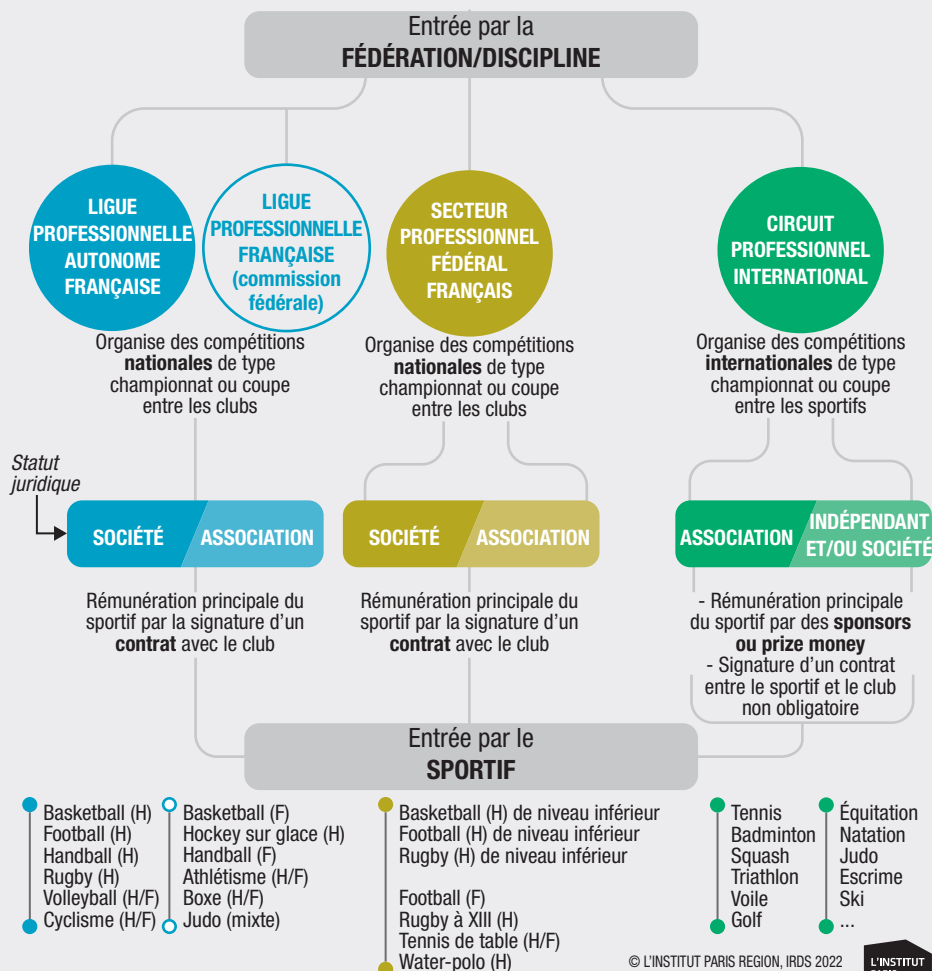 Entrée par la
FÉDÉRATION/DISCIPLINE
LIGUE
PROFESSIONNELLE
AUTONOME
FRANÇAISE
LIGUE
PROFESSIONNELLE
FRANÇAISE
(commission
fédérale)
SECTEUR
PROFESSIONNEL
FÉDÉRAL
FRANÇAIS
CIRCUIT
PROFESSIONNEL
INTERNATIONAL
Organise des compétitions
nationales de type
championnat ou coupe
entre les clubs
Organise des compétitions
nationales de type
championnat ou coupe
entre les clubs
Organise des compétitions
internationales de type
championnat ou coupe
entre les sportifs
Statut
juridique
SOCIÉTÉ
ASSOCIATION
SOCIÉTÉ
ASSOCIATION
ASSOCIATION
INDÉPENDANT
ET/OU SOCIÉTÉ
Rémunération principale du
sportif par la signature d'un
contrat avec le club
Rémunération principale du
sportif par la signature d'un
contrat avec le club
- Rémunération principale
du sportif par des sponsors
ou prize money
- Signature d'un contrat
entre le sportif et le club
non obligatoire
Entrée par le
SPORTIF
Basketball (H)
Football (H)
Handball (H)
Rugby (H)
Volleyball (H/F)
Cyclisme (H/F)
Basketball (F)
Hockey sur glace (H)
Handball (F)
Athlétisme (H/F)
Boxe (H/F)
Judo (mixte)
Basketball (H) de niveau inférieur
Football (H) de niveau inférieur
Rugby (H) de niveau inférieur
Football (F)
Rugby à XIII (H)
Tennis de table (H/F)
Water-polo (H)
Tennis
Badminton
Squash
Triathlon
Voile
Golf
Équitation
Natation
Judo
Escrime
Ski
...
© L'INSTITUT PARIS REGION, IRDS 2022
L'INSTITUT